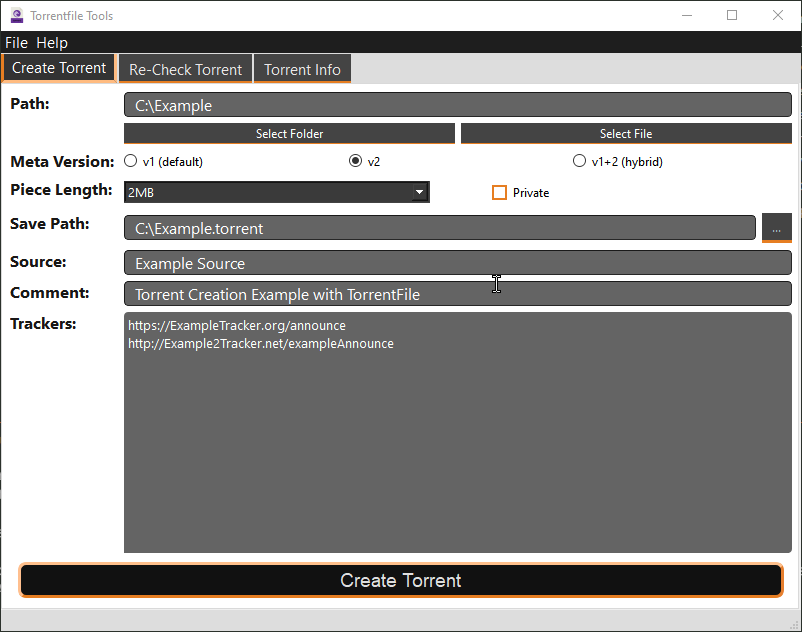 Torrentfile Tools
File Help
Create Torrent Re-Check Torrent Torrent Info
Path: C:\Example
Select Folder Select File
Meta Version: v1 (default) v2 v1+2 (hybrid)
Piece Length: 2MB Private
Save Path: C:\Example.torrent ...
Source: Example Source
Comment: Torrent Creation Example with TorrentFile
Trackers: https://ExampleTracker.org/announce
http://Example2Tracker.net/exampleAnnounce
Create Torrent